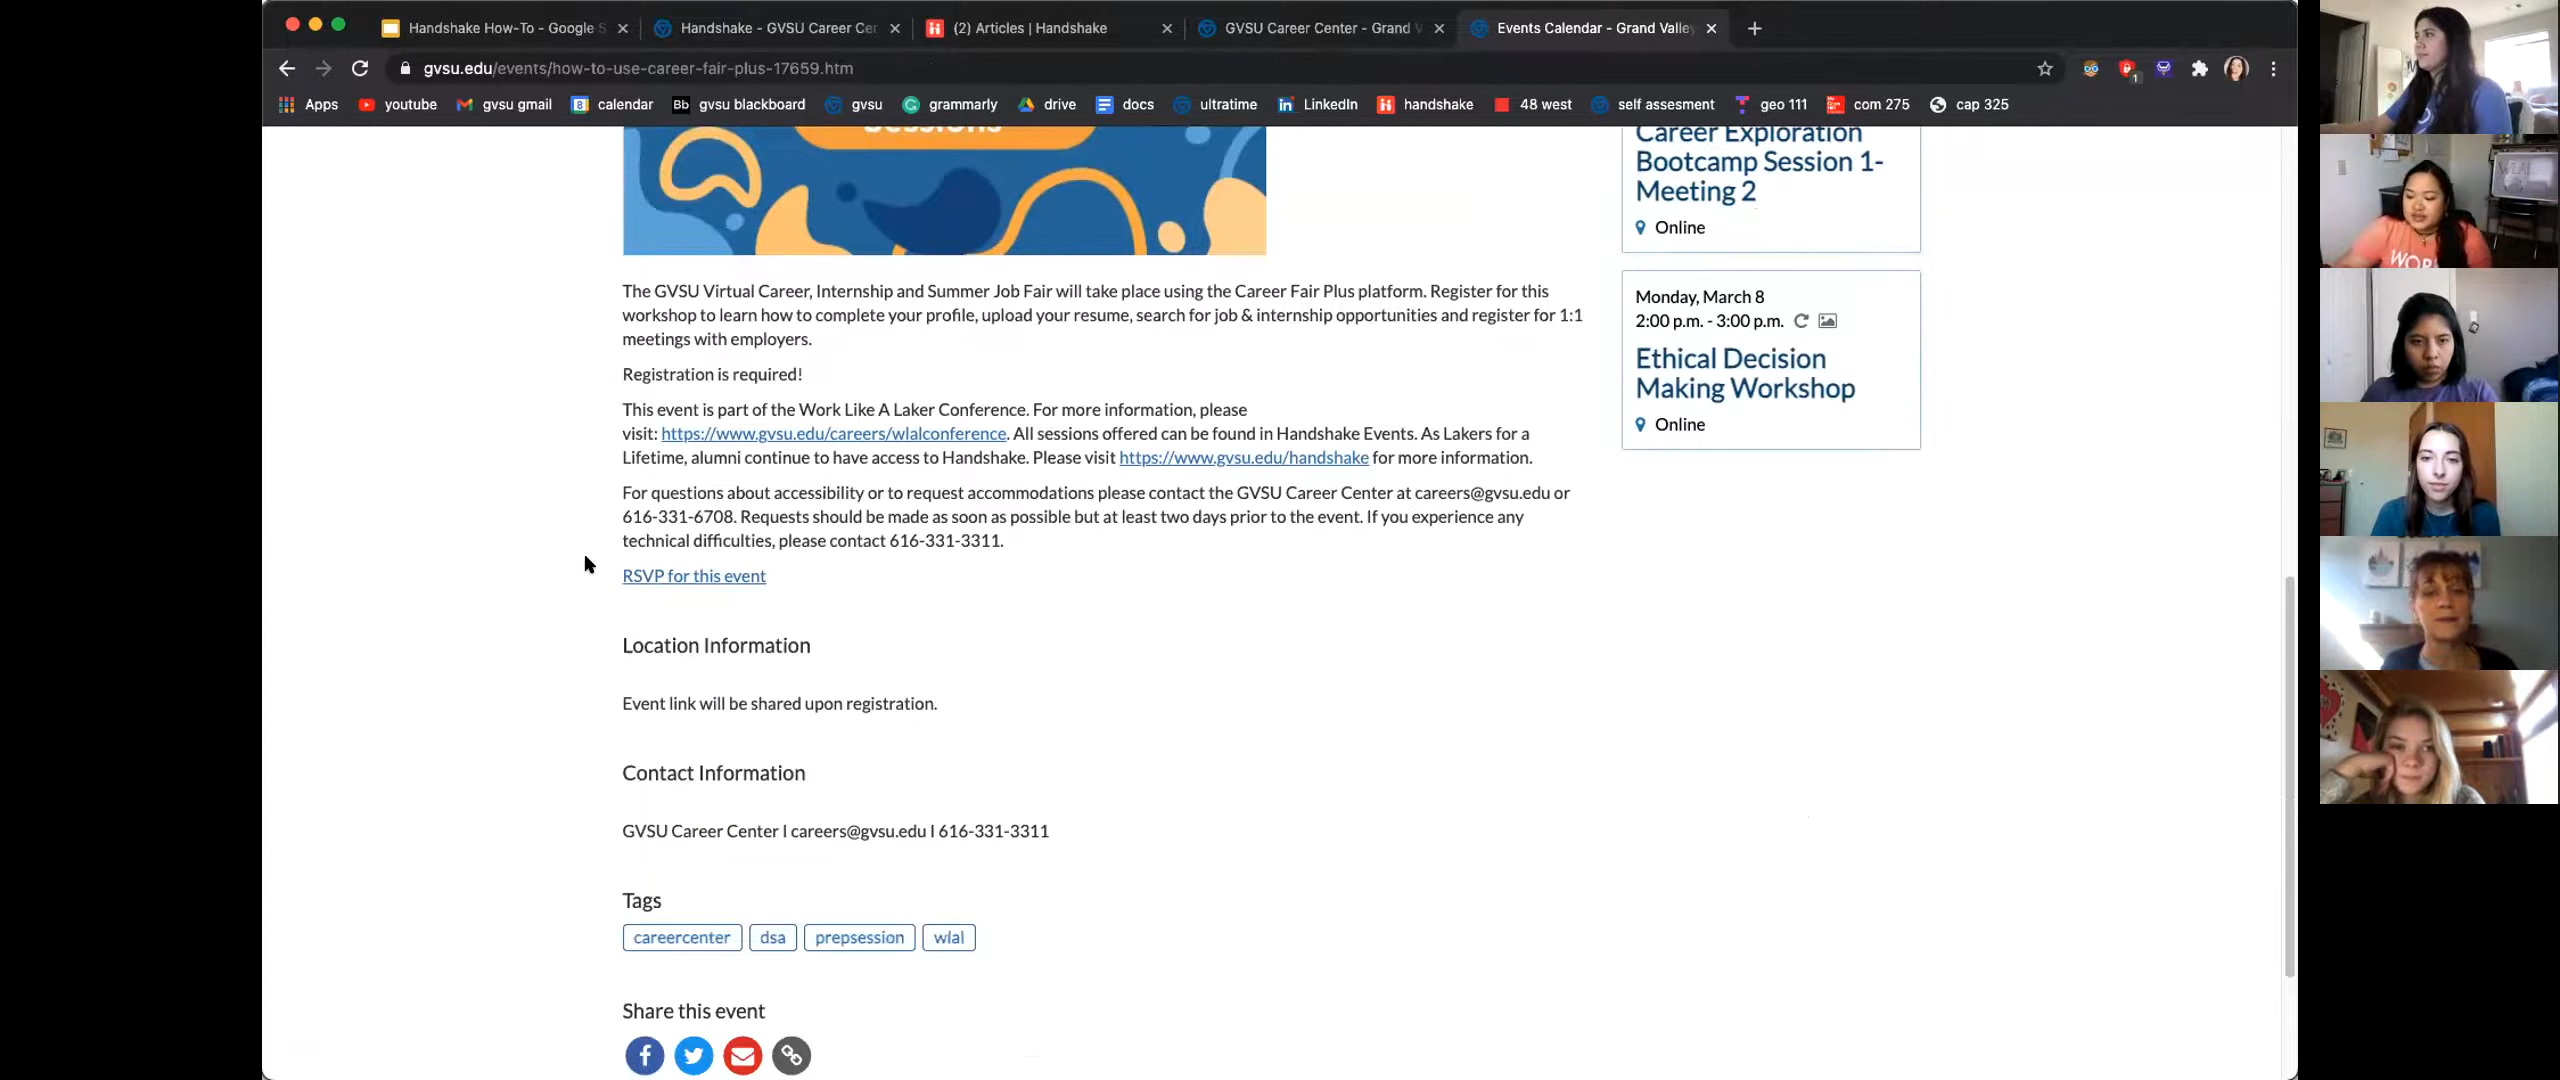 Handshake How-To - Google S
Handshake - GVSU Career Cer
(2) Articles | Handshake
GVSU Career Center - Grand V
Events Calendar - Grand Valley
gvsu.edu/events/how-to-use-career-fair-plus-17659.htm
1
Apps
youtube
gvsu gmail
8
calendar
Bb
gvsu blackboard
gvsu
grammarly
drive
docs
ultratime
in
LinkedIn
handshake
48 west
self assesment
geo 111
com 275
cap 325
Sessions
The GVSU Virtual Career, Internship and Summer Job Fair will take place using the Career Fair Plus platform. Register for this
workshop to learn how to complete your profile, upload your resume, search for job & internship opportunities and register for 1:1
meetings with employers.
Registration is required!
This event is part of the Work Like A Laker Conference. For more information, please
visit: https://www.gvsu.edu/careers/wlalconference. All sessions offered can be found in Handshake Events. As Lakers for a
Lifetime, alumni continue to have access to Handshake. Please visit https://www.gvsu.edu/handshake for more information.
For questions about accessibility or to request accommodations please contact the GVSU Career Center at careers@gvsu.edu or
616-331-6708. Requests should be made as soon as possible but at least two days prior to the event. If you experience any
technical difficulties, please contact 616-331-3311.
RSVP for this event
Location Information
Event link will be shared upon registration.
Contact Information
GVSU Career Center I careers@gvsu.edu I 616-331-3311
Tags
careercenter
dsa
prepsession
wlal
Share this event
Career Exploration
Bootcamp Session 1-
Meeting 2
Online
Monday, March 8
2:00 p.m. - 3:00 p.m.
Ethical Decision
Making Workshop
Online